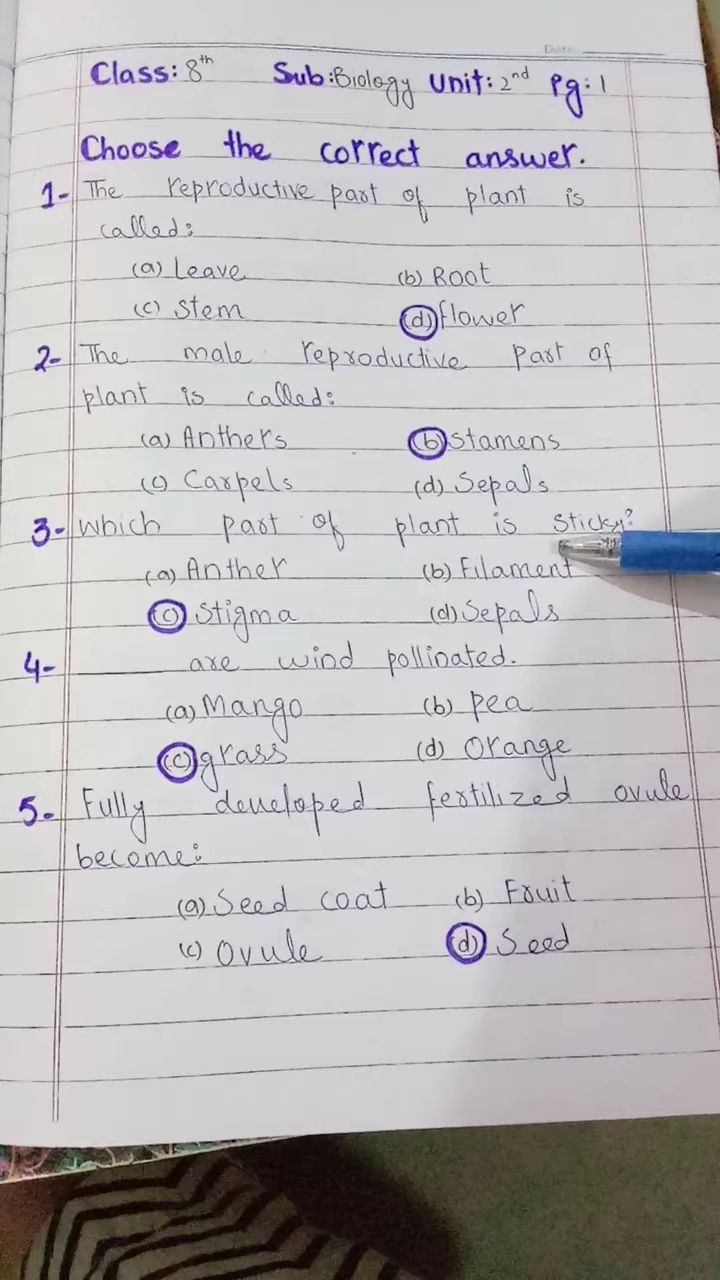 Date:
Class: 8th Sub: Biology Unit: 2nd Pg: 1
Choose the correct answer.
1- The reproductive part of plant is
called:
(a) Leave (b) Root
(c) Stem (d) flower
2- The male reproductive part of
plant is called:
(a) Anthers (b) Stamens
(c) Carpels (d) Sepals
3- Which part of plant is sticky?
(a) Anther (b) Filament
(c) Stigma (d) Sepals
4- ______ are wind pollinated.
(a) Mango (b) pea
(c) grass (d) Orange
5- Fully developed fertilized ovule
become:
(a) Seed coat (b) Fruit
(c) Ovule (d) Seed